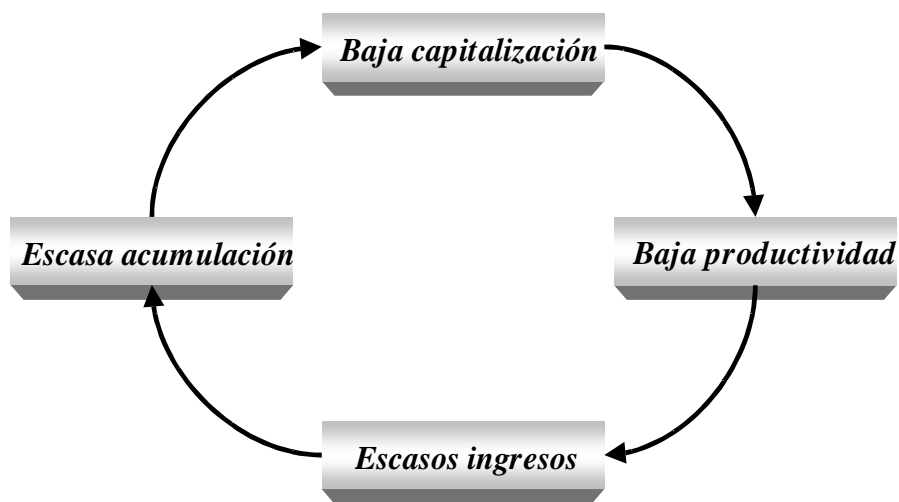 Baja capitalización
Escasa acumulación
Baja productividad
Escasos ingresos